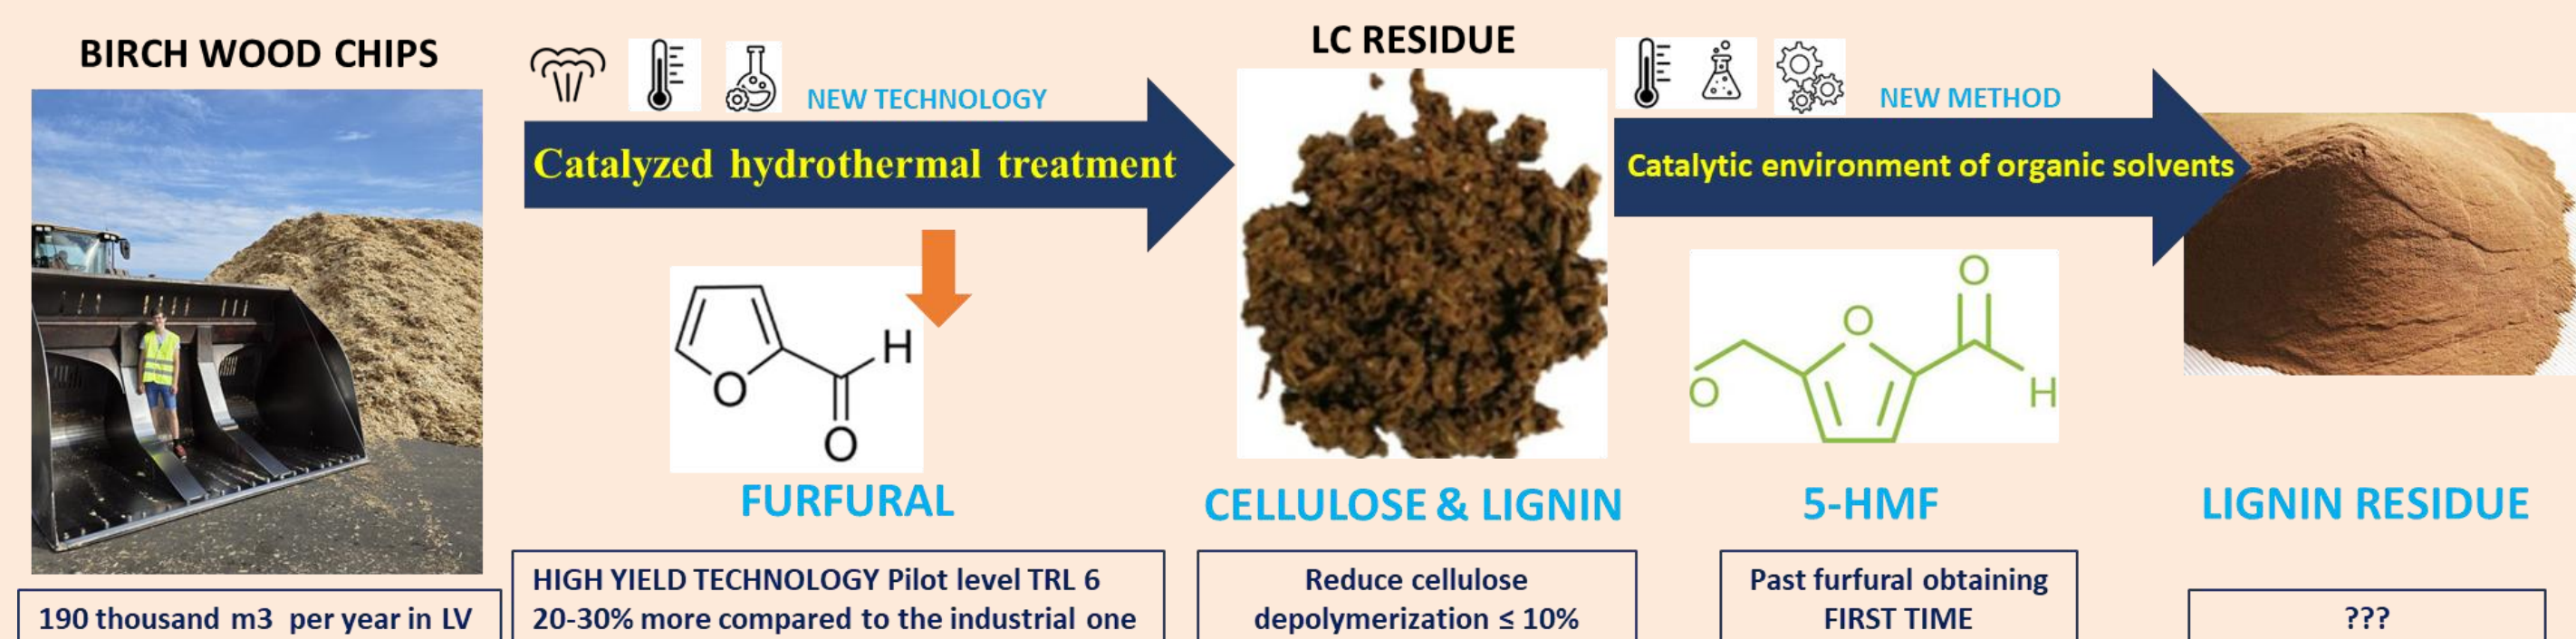 BIRCH WOOD CHIPS
NEW TECHNOLOGY
Catalyzed hydrothermal treatment
LC RESIDUE
NEW METHOD
Catalytic environment of organic solvents
H
O
O
O
O
O
H
FURFURAL
CELLULOSE & LIGNIN
5-HMF
LIGNIN RESIDUE
190 thousand m3 per year in LV
HIGH YIELD TECHNOLOGY Pilot level TRL 6
20-30% more compared to the industrial one
Reduce cellulose
depolymerization ≤ 10%
Past furfural obtaining
FIRST TIME
???